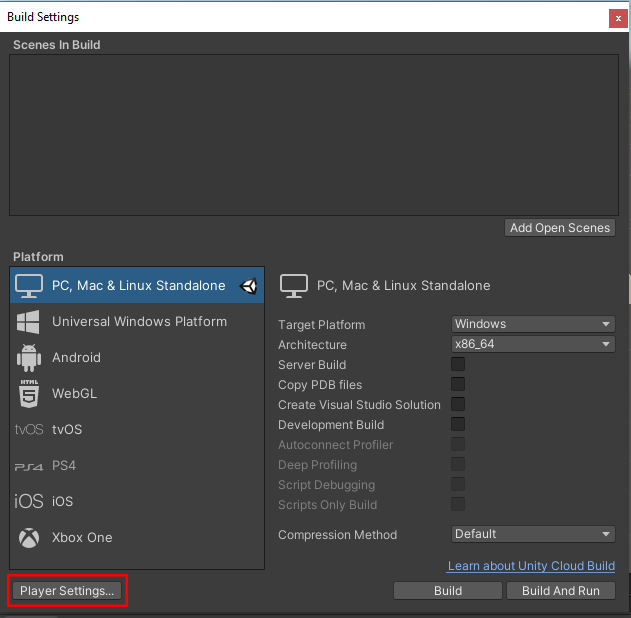 Build Settings
x
Scenes In Build
Add Open Scenes
Platform
PC, Mac & Linux Standalone
Universal Windows Platform
Android
HTML
5
WebGL
tvOS tvOS
PS4 PS4
iOS iOS
Xbox One
PC, Mac & Linux Standalone
Target Platform Windows
Architecture x86_64
Server Build
Copy PDB files
Create Visual Studio Solution
Development Build
Autoconnect Profiler
Deep Profiling
Script Debugging
Scripts Only Build
Compression Method Default
Learn about Unity Cloud Build
Player Settings... Build Build And Run